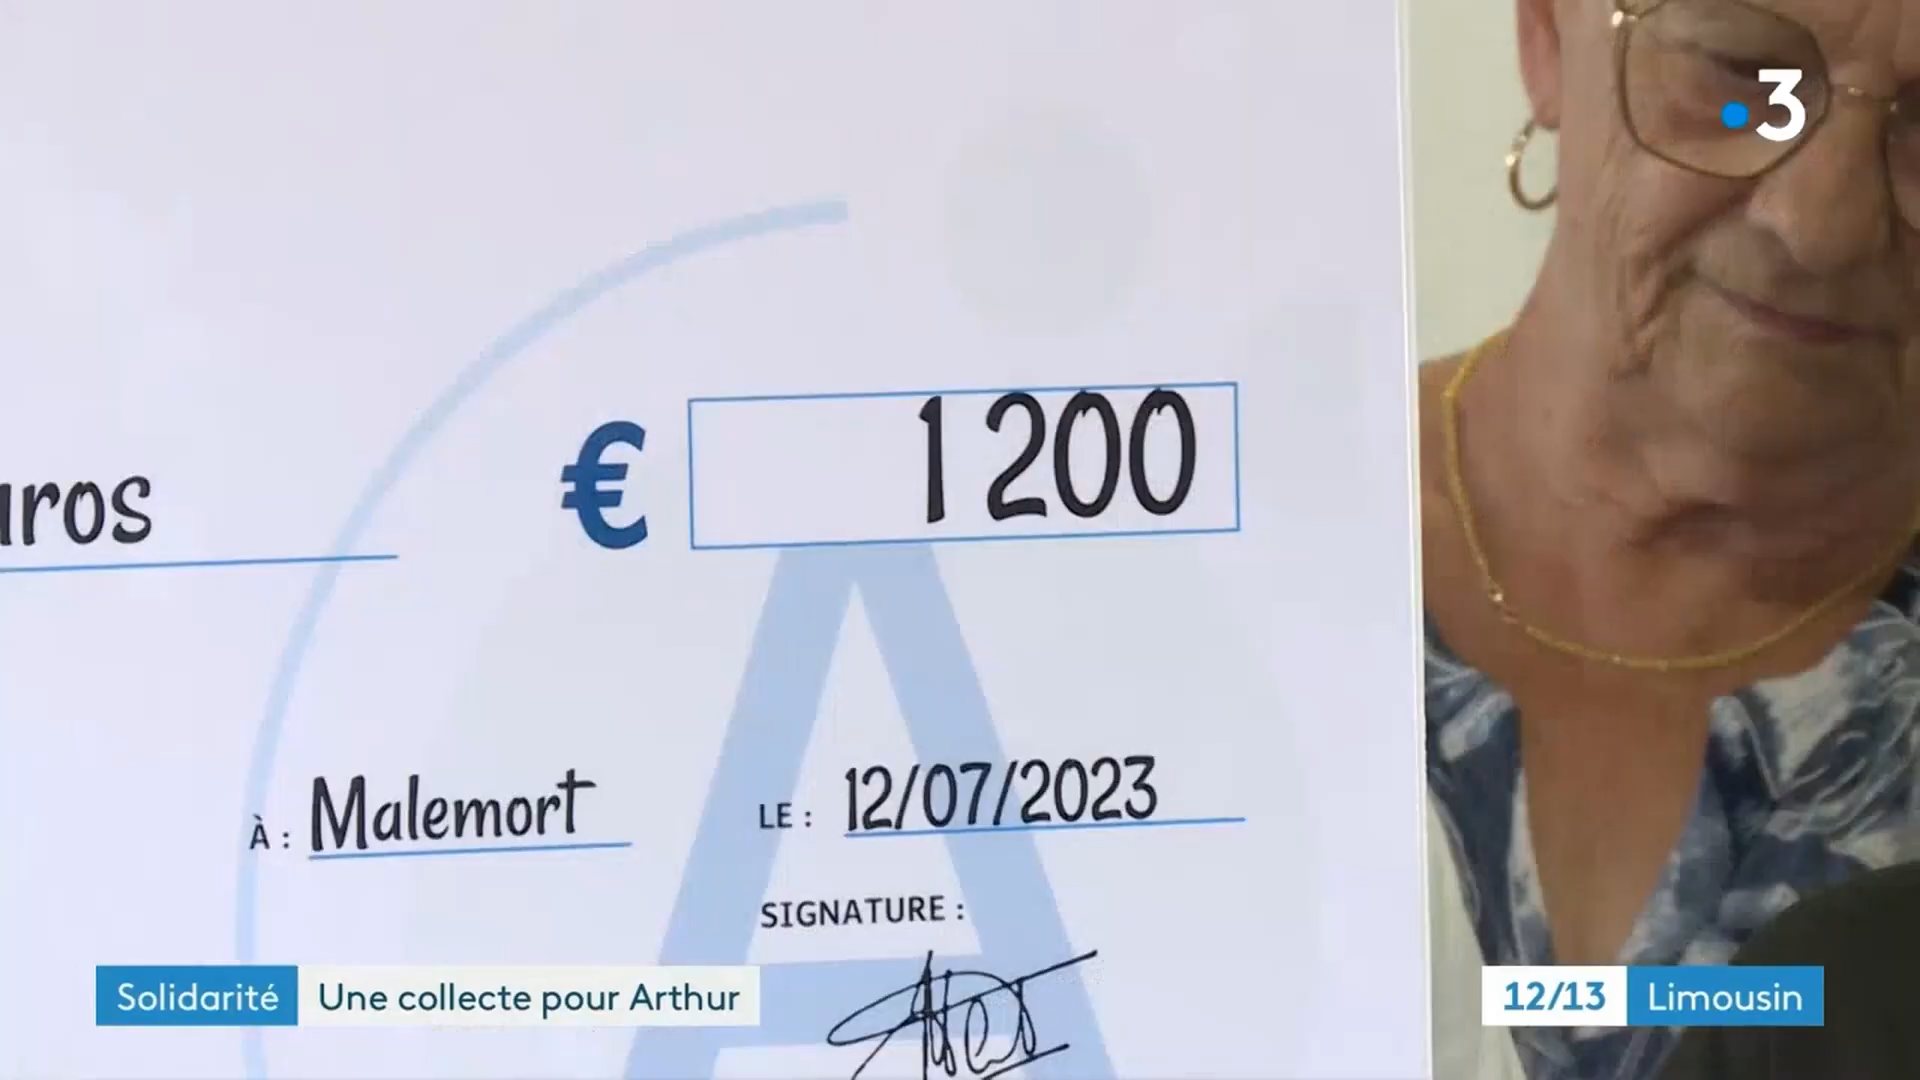 3
€ 1 200
uros
À : Malemort LE : 12/07/2023
SIGNATURE :
Solidarité Une collecte pour Arthur
12/13 Limousin